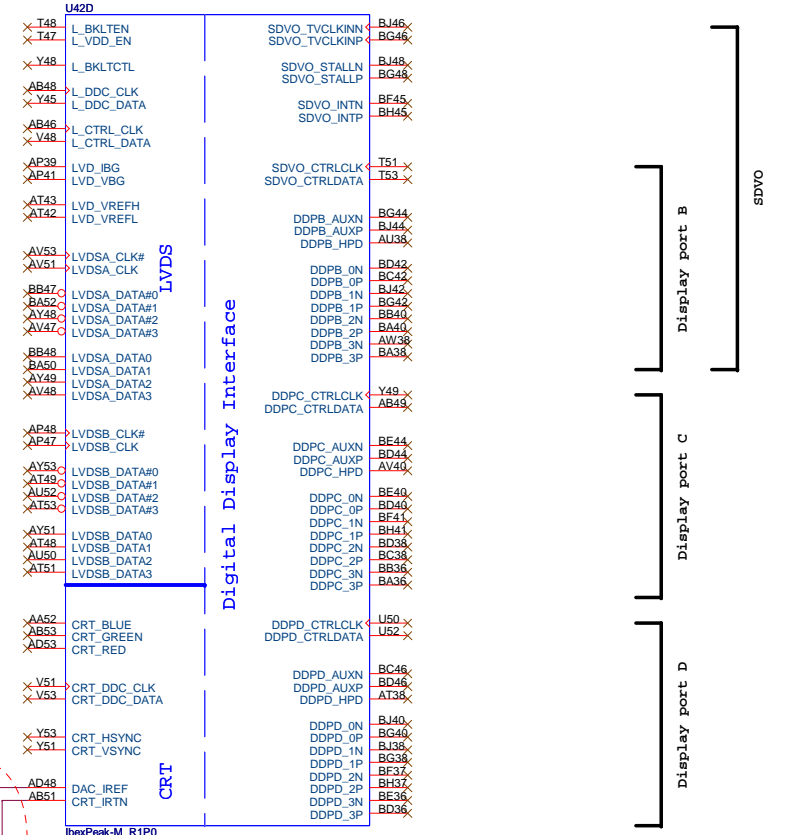 U42D
T48 L_BKLTEN SDVO_TVCLKINN BJ46
T47 L_VDD_EN SDVO_TVCLKINP BG46
Y48 L_BKLTCTL SDVO_STALLN BJ48
SDVO_STALLP BG48
AB48 L_DDC_CLK
Y45 L_DDC_DATA SDVO_INTN BF45
SDVO_INTP BH45
AB46 L_CTRL_CLK
V48 L_CTRL_DATA
AP39 LVD_IBG SDVO_CTRLCLK T51
AP41 LVD_VBG SDVO_CTRLDATA T53
AT43 LVD_VREFH
AT42 LVD_VREFL DDPB_AUXN BG44
DDPB_AUXP BJ44
DDPB_HPD AU38
AV53 LVDSA_CLK#
AV51 LVDSA_CLK DDPB_0N BD42
DDPB_0P BC42
BB47 LVDSA_DATA#0 DDPB_1N BJ42
BA52 LVDSA_DATA#1 DDPB_1P BG42
AY48 LVDSA_DATA#2 DDPB_2N BB40
AV47 LVDSA_DATA#3 DDPB_2P BA40
DDPB_3N AW38
BB48 LVDSA_DATA0 DDPB_3P BA38
BA50 LVDSA_DATA1
AY49 LVDSA_DATA2
AV48 LVDSA_DATA3 DDPC_CTRLCLK Y49
DDPC_CTRLDATA AB49
AP48 LVDSB_CLK#
AP47 LVDSB_CLK DDPC_AUXN BE44
DDPC_AUXP BD44
AY53 LVDSB_DATA#0 DDPC_HPD AV40
AT49 LVDSB_DATA#1
AU52 LVDSB_DATA#2 DDPC_0N BE40
AT53 LVDSB_DATA#3 DDPC_0P BD40
DDPC_1N BF41
AY51 LVDSB_DATA0 DDPC_1P BH41
AT48 LVDSB_DATA1 DDPC_2N BD38
AU50 LVDSB_DATA2 DDPC_2P BC38
AT51 LVDSB_DATA3 DDPC_3N BB36
DDPC_3P BA36
AA52 CRT_BLUE DDPD_CTRLCLK U50
AB53 CRT_GREEN DDPD_CTRLDATA U52
AD53 CRT_RED
DDPD_AUXN BC46
V51 CRT_DDC_CLK DDPD_AUXP BD46
V53 CRT_DDC_DATA DDPD_HPD AT38
DDPD_0N BJ40
Y53 CRT_HSYNC DDPD_0P BG40
Y51 CRT_VSYNC DDPD_1N BJ38
DDPD_1P BG38
DDPD_2N BF37
AD48 DAC_IREF DDPD_2P BH37
AB51 CRT_IRTN DDPD_3N BE36
DDPD_3P BD36
IbexPeak-M_R1P0
LVDS
CRT
Digital Display Interface
Display port B
Display port C
Display port D
SDVO